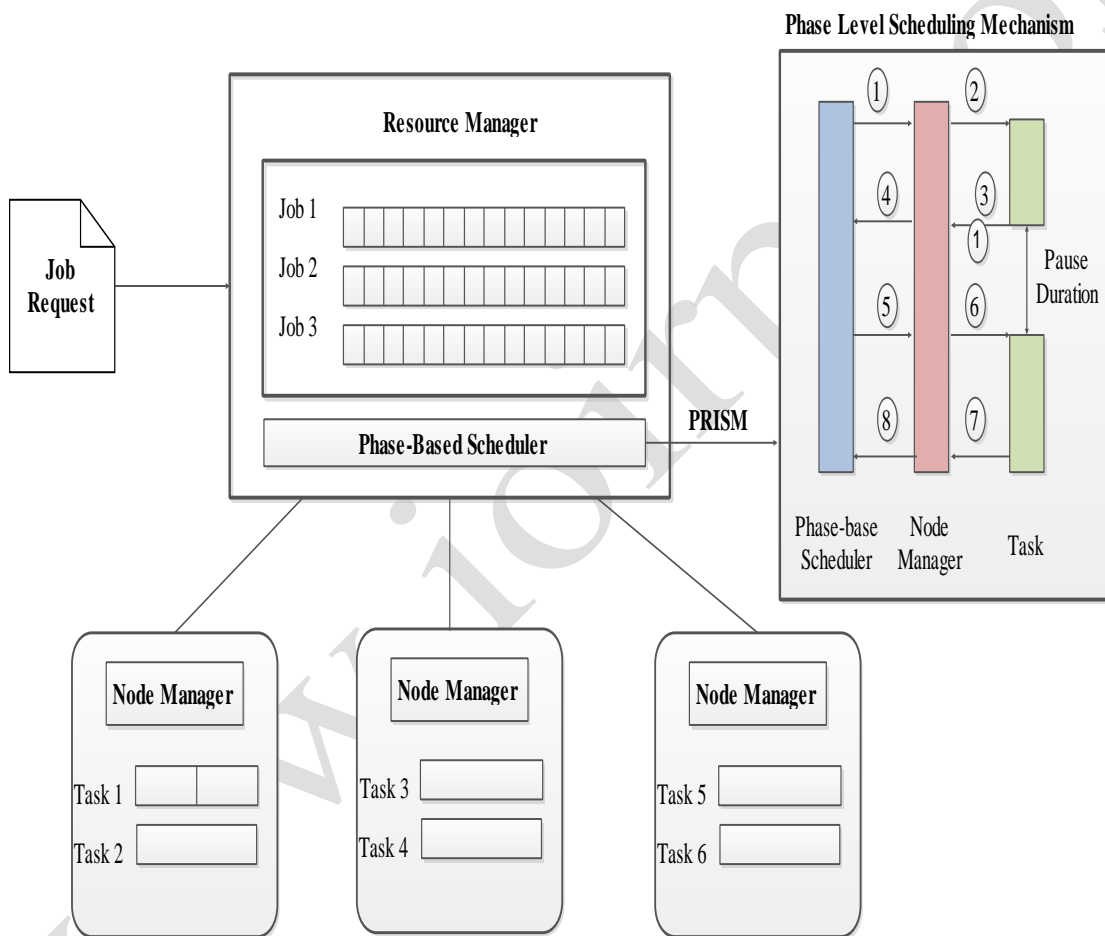 Phase Level Scheduling Mechanism
Resource Manager
Job 1
Job 2
Job 3
Job
Request
Phase-Based Scheduler
PRISM
1
2
4
3
1
5
6
8
7
Pause
Duration
Phase-base
Scheduler
Node
Manager
Task
Node Manager
Task 1
Task 2
Node Manager
Task 3
Task 4
Node Manager
Task 5
Task 6